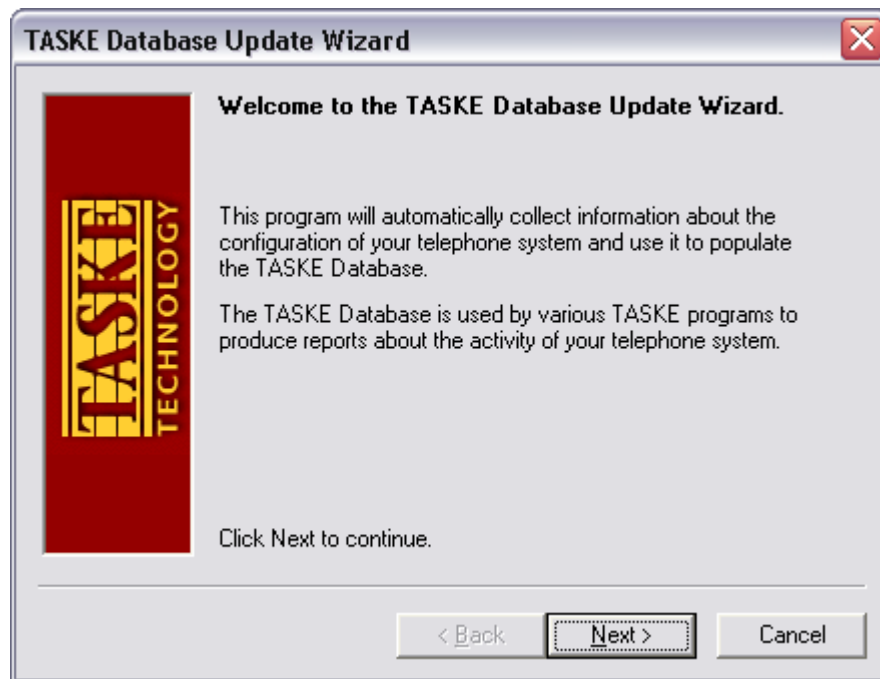 TASKE Database Update Wizard
Welcome to the TASKE Database Update Wizard.
TASKE
TECHNOLOGY
This program will automatically collect information about the
configuration of your telephone system and use it to populate
the TASKE Database.
The TASKE Database is used by various TASKE programs to
produce reports about the activity of your telephone system.
Click Next to continue.
< Back
Next >
Cancel